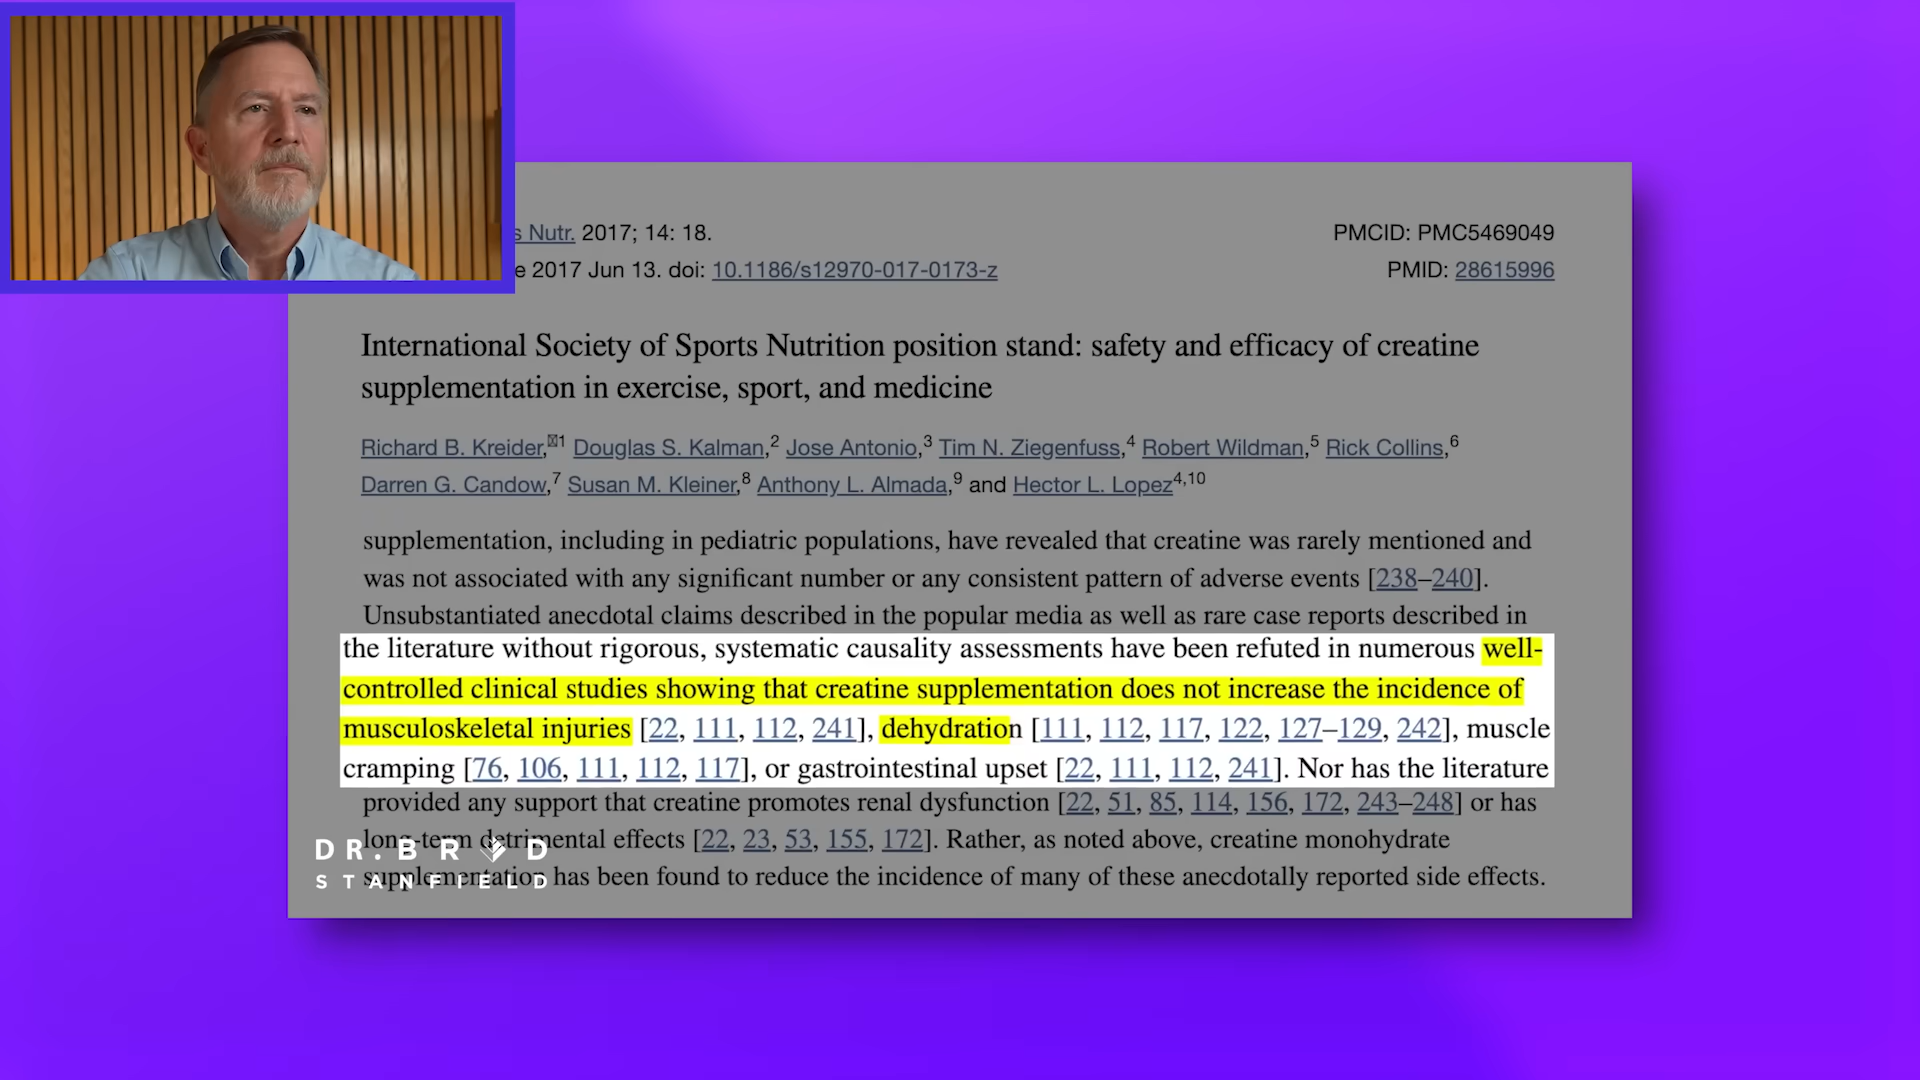 s Nutr. 2017; 14: 18.
PMCID: PMC5469049
e 2017 Jun 13. doi: 10.1186/s12970-017-0173-z
PMID: 28615996
International Society of Sports Nutrition position stand: safety and efficacy of creatine
supplementation in exercise, sport, and medicine
Richard B. Kreider,1 Douglas S. Kalman,2 Jose Antonio,3 Tim N. Ziegenfuss,4 Robert Wildman,5 Rick Collins,6
Darren G. Candow,7 Susan M. Kleiner,8 Anthony L. Almada,9 and Hector L. Lopez4,10
supplementation, including in pediatric populations, have revealed that creatine was rarely mentioned and
was not associated with any significant number or any consistent pattern of adverse events [238–240].
Unsubstantiated anecdotal claims described in the popular media as well as rare case reports described in
the literature without rigorous, systematic causality assessments have been refuted in numerous well-
controlled clinical studies showing that creatine supplementation does not increase the incidence of
musculoskeletal injuries [22, 111, 112, 241], dehydration [111, 112, 117, 122, 127–129, 242], muscle
cramping [76, 106, 111, 112, 117], or gastrointestinal upset [22, 111, 112, 241]. Nor has the literature
provided any support that creatine promotes renal dysfunction [22, 51, 85, 114, 156, 172, 243–248] or has
long-term detrimental effects [22, 23, 53, 155, 172]. Rather, as noted above, creatine monohydrate
supplementation has been found to reduce the incidence of many of these anecdotally reported side effects.
DR. BRAD
STANFIELD